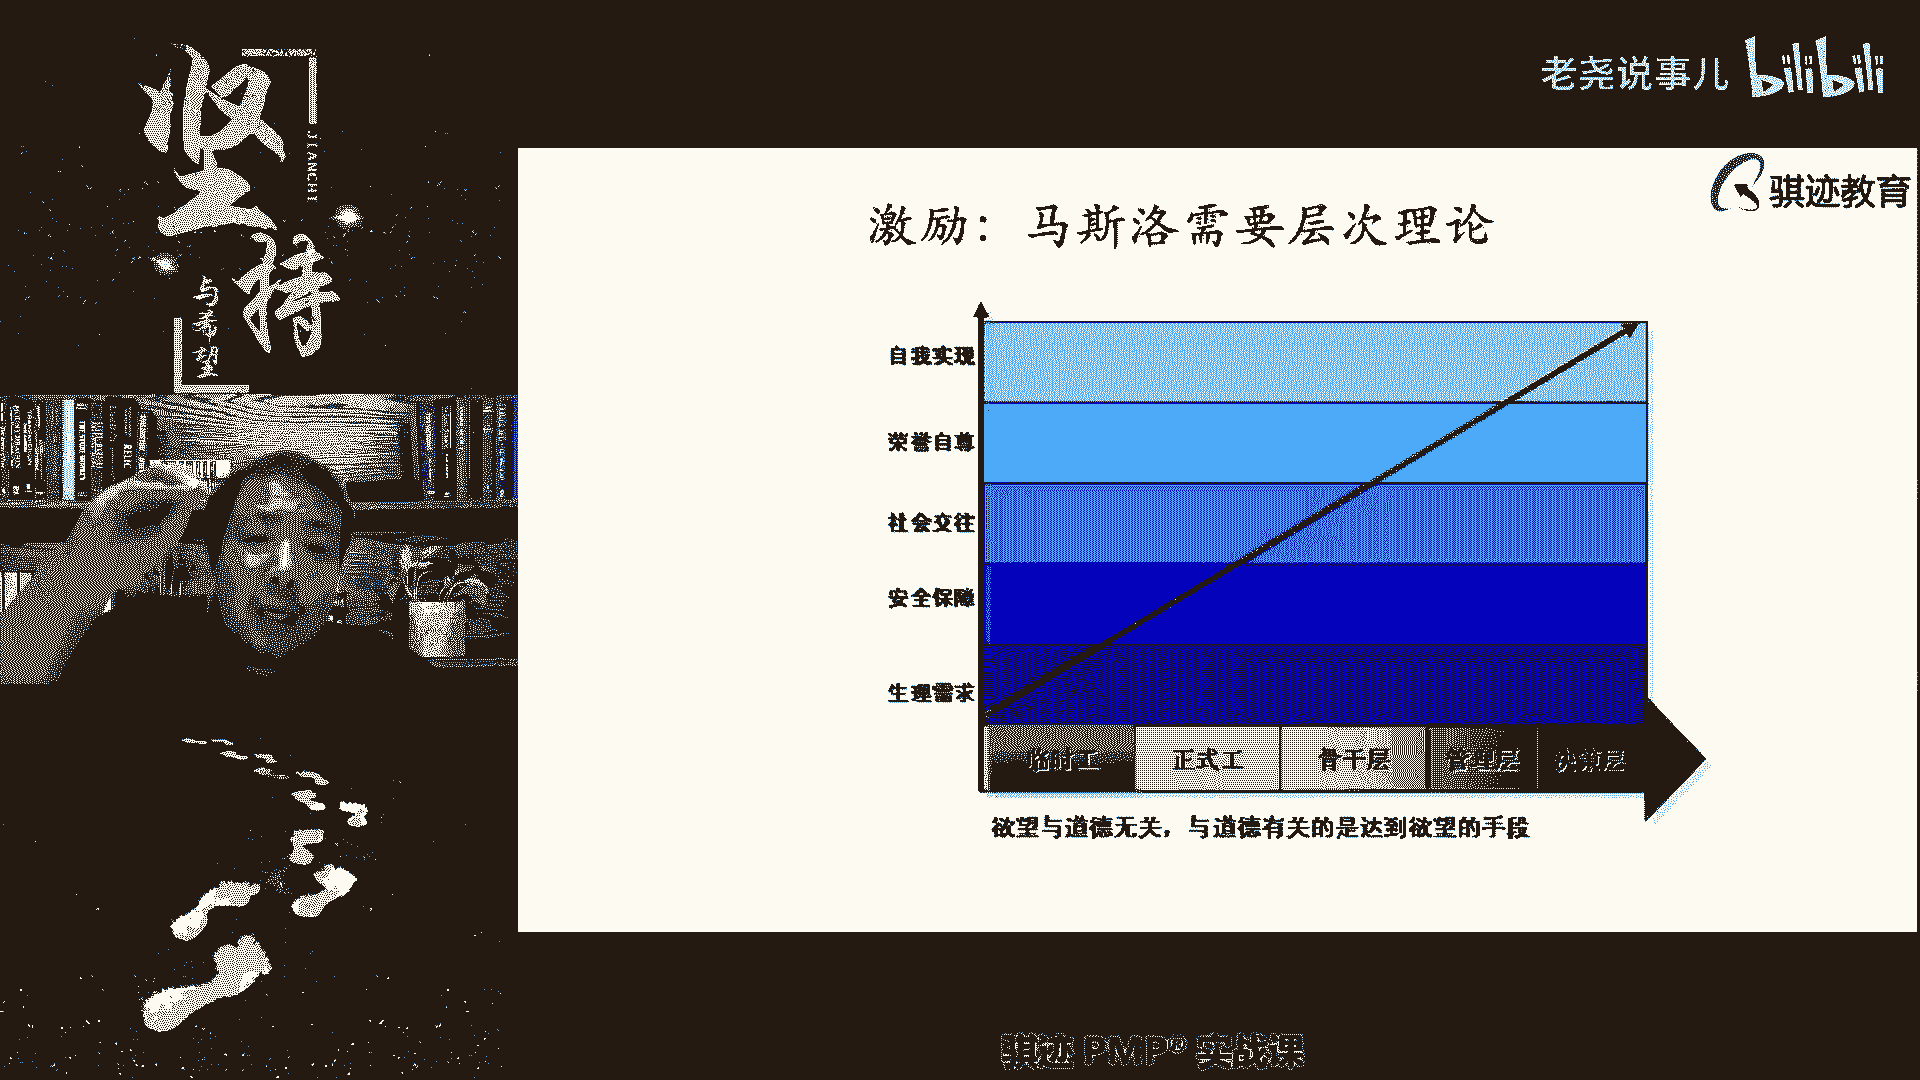 坚持
JIANCHI
与希望
老尧说事儿 bilibili
骐迹教育
激励：马斯洛需要层次理论
自我实现
荣誉自尊
社会交往
安全保障
生理需求
临时工 正式工 骨干层 管理层 决策层
欲望与道德无关，与道德有关的是达到欲望的手段
骐迹 PMP® 实战课